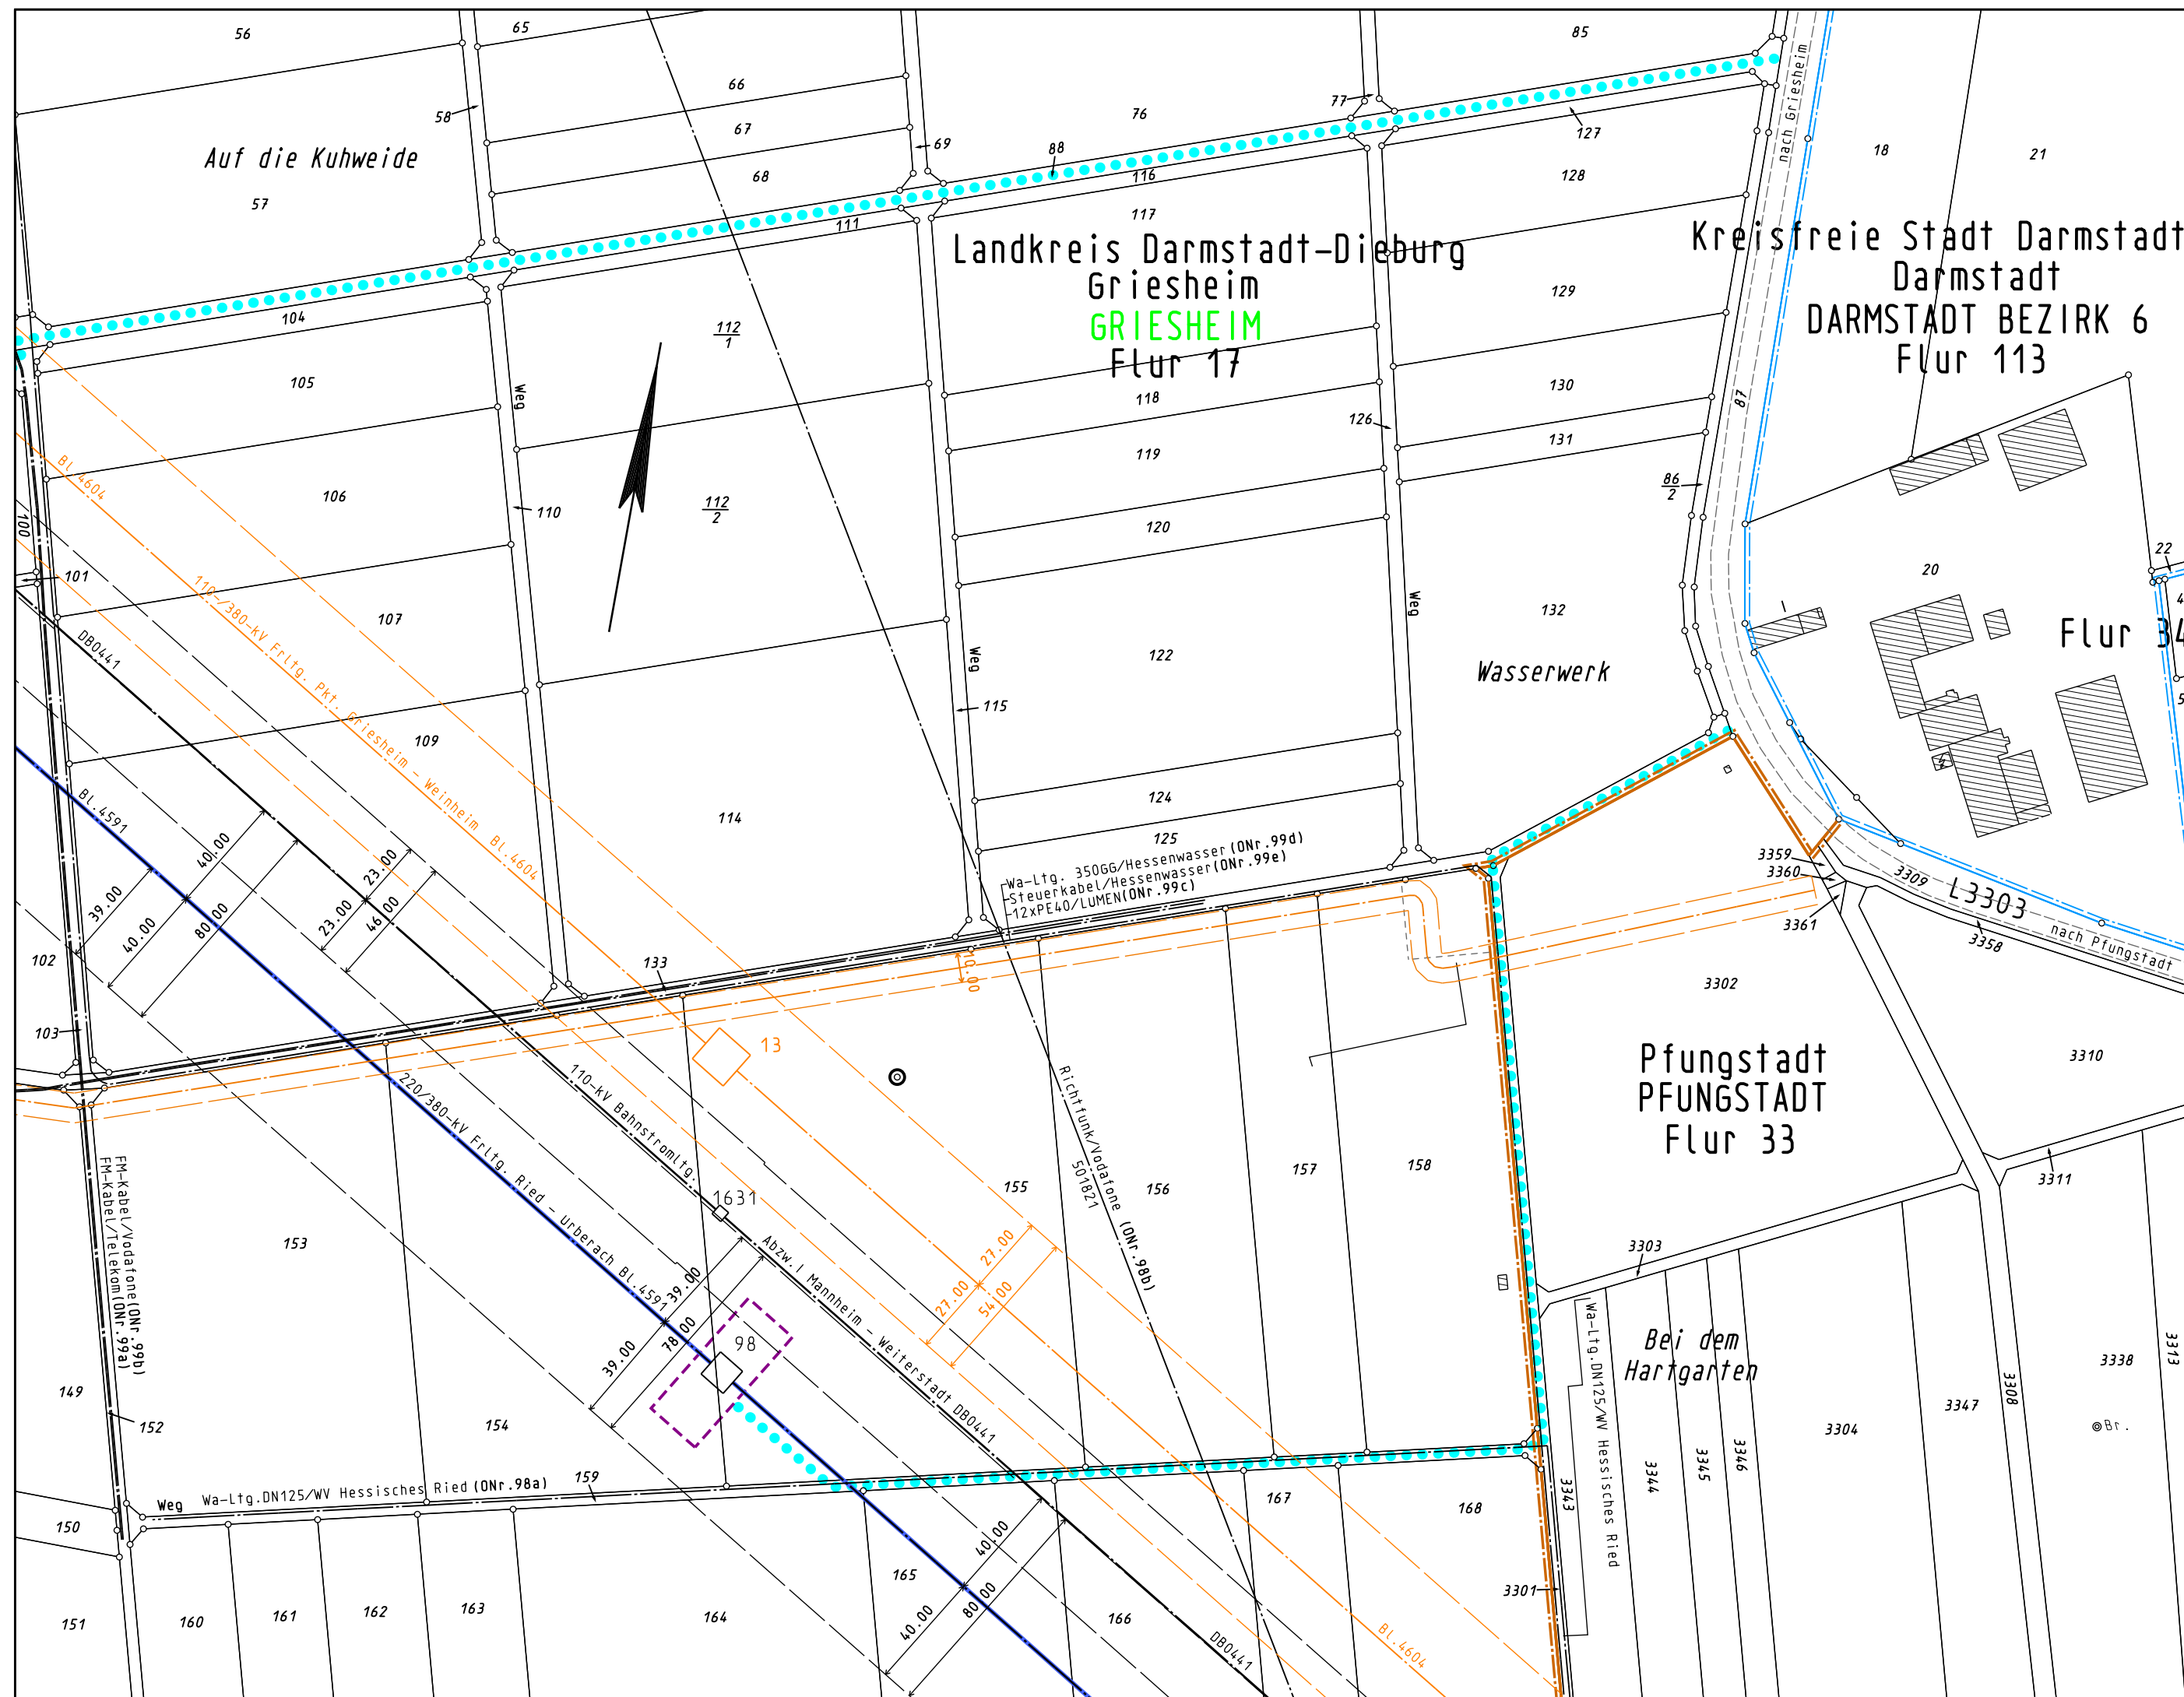 56
65
85
66
58
77
76
67
127
nach Griesheim
Auf die Kuhweide
69
88
18
21
68
116
128
57
117
111
Landkreis Darmstadt-Dieburg
Griesheim
GRIESHEIM
Flur 17
Kreisfreie Stadt Darmstadt
Darmstadt
DARMSTADT BEZIRK 6
Flur 113
104
129
112
1
105
Weg
118
130
87
126
131
119
Bl.4604
106
112
2
86
2
110
120
100
22
101
20
110-/380-kV Frltg. Pkt. Griesheim - Weinheim Bl.4604
107
Weg
132
4
DB0441
Flur 34
122
Weg
Wasserwerk
115
5
109
Bl.4591
124
114
40.00
125
Wa-Ltg. 350GG/Hessenwasser(ONr.99d)
Steuerkabel/Hessenwasser(ONr.99e)
12xPE40/LUMEN(ONr.99c)
23.00
3359
3360
3309
L3303
39.00
40.00
80.00
23.00
46.00
3361
3358
nach Pfungstadt
102
133
10.00
3302
103
13
Pfungstadt
PFUNGSTADT
Flur 33
3310
220/380-kV Frltg. Ried - Urberach Bl.4591
110-kV Bahnstromltg.
Richtfunk/Vodafone (ONr.98b)
501821
FM-Kabel/Vodafone(ONr.99b)
FM-Kabel/Telekom(ONr.99a)
157
158
155
156
3311
1631
153
Abzw.I Mannheim - Weiterstadt DB0441
27.00
3303
39.00
27.00
54.00
39.00
78.00
98
Wa-Ltg.DN125/WV Hessisches Ried
Bei dem
Hartgarten
3313
3338
149
3308
3347
152
154
3304
Br.
3346
3345
3344
159
Weg
Wa-Ltg.DN125/WV Hessisches Ried (ONr.98a)
167
168
3343
150
40.00
165
3301
40.00
80.00
151
160
161
162
163
164
166
DB0441
Bl.4604